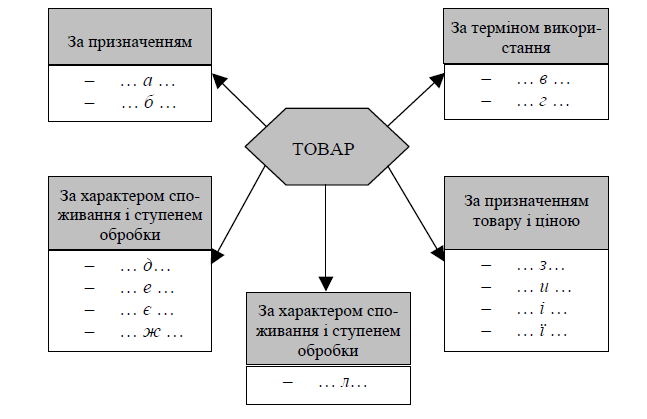 За призначенням
– … а …
– … б …
За терміном викори-
стання
– … в …
– … г …
ТОВАР
За характером спо-
живання і ступенем
обробки
– … д…
– … е …
– … є …
– … ж …
За призначенням
товару і ціною
– … з…
– … и …
– … і …
– … ї …
За характером спо-
живання і ступенем
обробки
– … л…